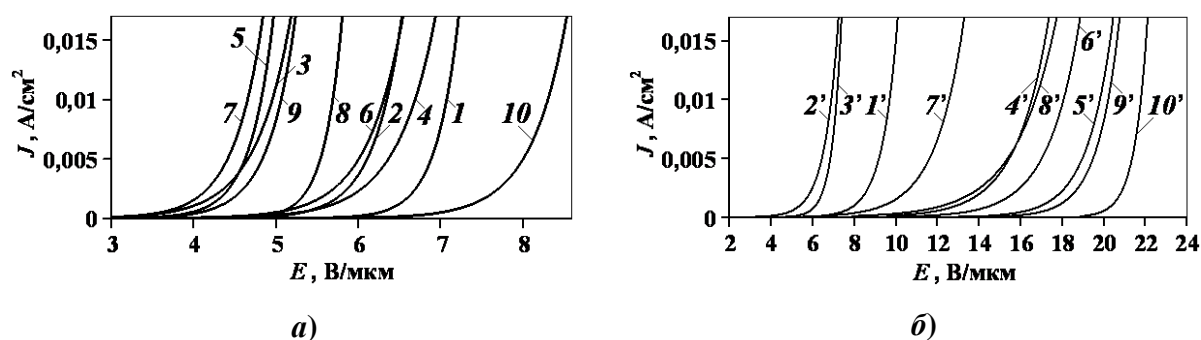 J, А/см²
0,015
0,01
0,005
0
3 4 5 6 7 8
E, В/мкм
5 3 7 9 8 6 2 4 1 10
а)
J, А/см²
0,015
0,01
0,005
0
2 4 6 8 10 12 14 16 18 20 22 24
E, В/мкм
6’
2’ 3’ 1’ 7’ 4’ 8’ 5’ 9’ 10’
б)